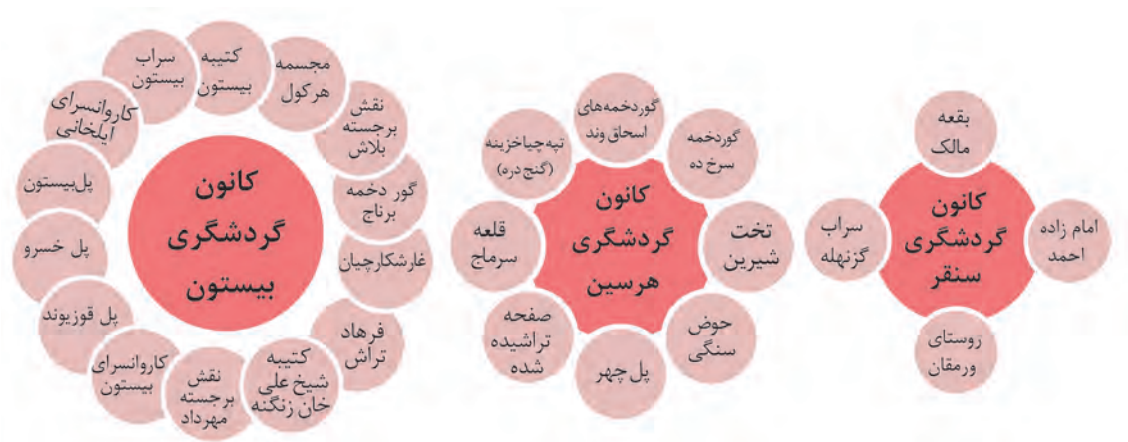 کانون
گردشگری
سنقر
بقعه
مالک
امام زاده
احمد
روستای
ورمقان
سراب
گزنهله
کانون
گردشگری
هرسین
گوردخمه‌های
اسحاق وند
گوردخمه
سرخ ده
تخت
شیرین
حوض
سنگی
پل چهر
صفحه
تراشیده
شده
قلعه
سرماج
تپه‌چیاخزینه
(گنج دره)
کانون
گردشگری
بیستون
کتیبه
بیستون
مجسمه
هرکول
نقش
برجسته
بلاش
گور دخمه
برناج
غارشکارچیان
فرهاد
تراش
کتیبه
شیخ علی
خان زنگنه
نقش
برجسته
مهرداد
کاروانسرای
بیستون
پل قوزیوند
پل خسرو
پل‌بیستون
کاروانسرای
ایلخانی
سراب
بیستون